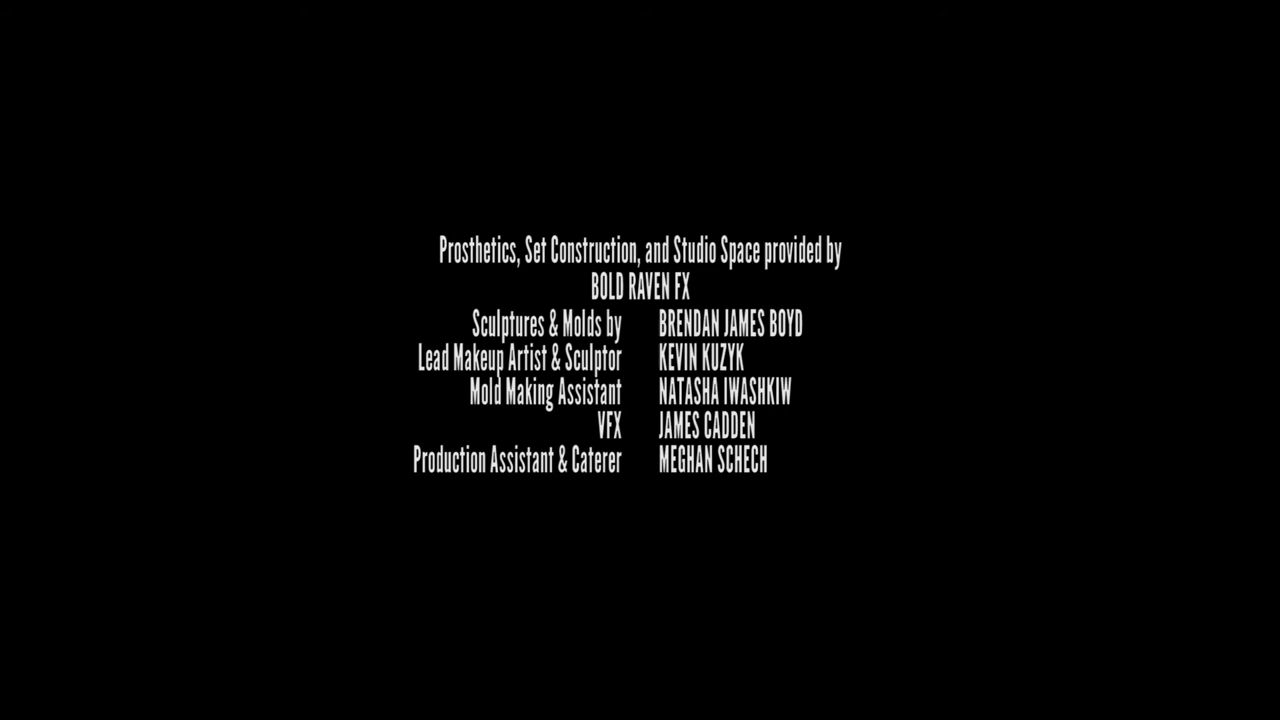 Prosthetics, Set Construction, and Studio Space provided by
BOLD RAVEN FX
Sculptures & Molds by BRENDAN JAMES BOYD
Lead Makeup Artist & Sculptor KEVIN KUZYK
Mold Making Assistant NATASHA IWASHKIW
VFX JAMES CADDEN
Production Assistant & Caterer MEGHAN SCHECH